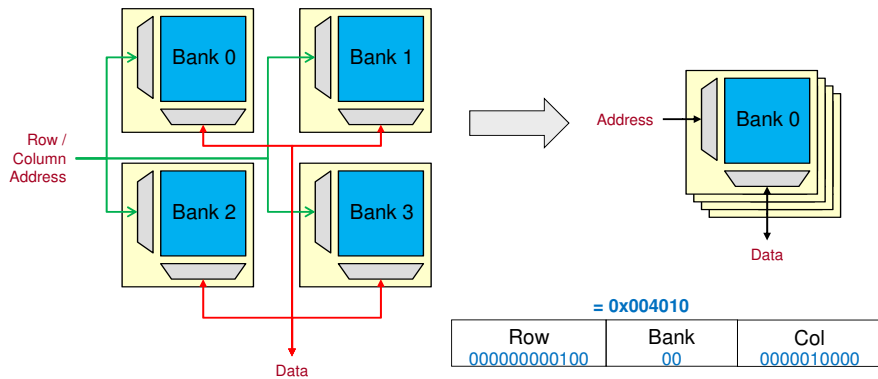 Bank 0
Bank 1
Row /
Column
Address
Bank 2
Bank 3
Data
Address
Bank 0
Data
= 0x004010
Row
Bank
Col
000000000100
00
0000010000